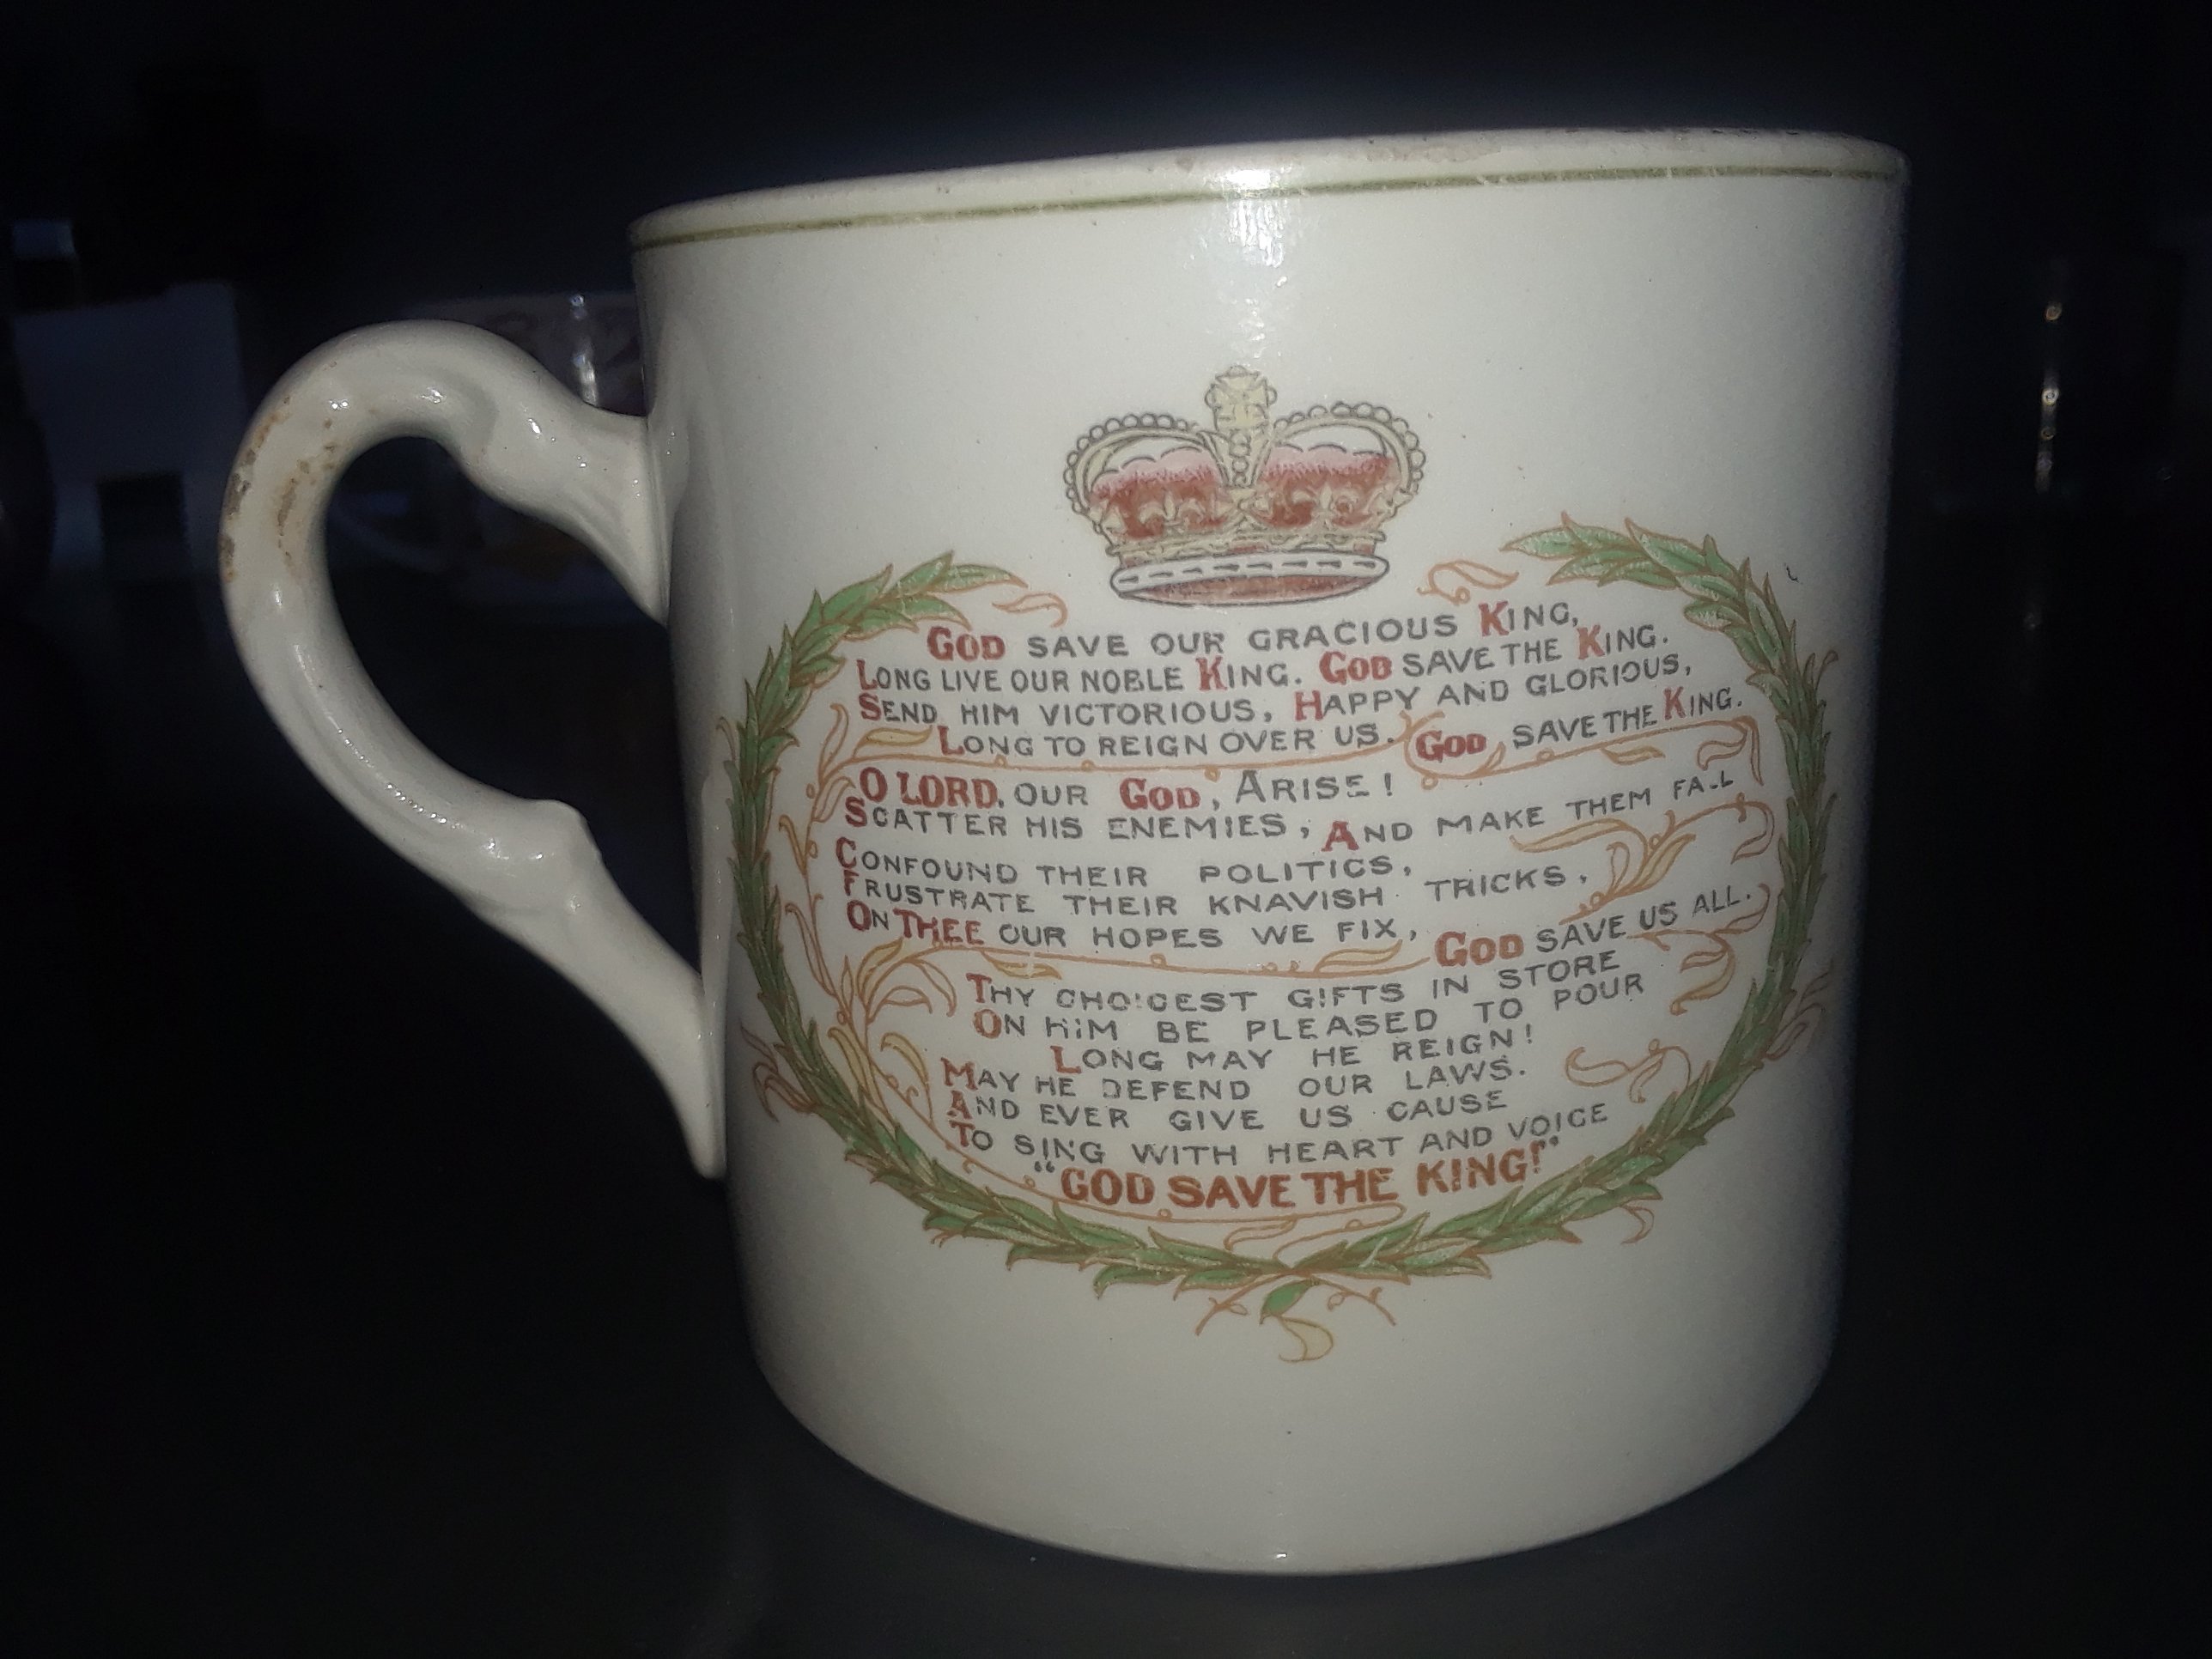 GOD SAVE OUR GRACIOUS KING,
LONG LIVE OUR NOBLE KING. GOD SAVE THE KING.
SEND HIM VICTORIOUS, HAPPY AND GLORIOUS,
LONG TO REIGN OVER US. GOD SAVE THE KING.
O LORD, OUR GOD, ARISE!
SCATTER HIS ENEMIES, AND MAKE THEM FALL
CONFOUND THEIR POLITICS,
FRUSTRATE THEIR KNAVISH TRICKS,
ON THEE OUR HOPES WE FIX, GOD SAVE US ALL.
THY CHOICEST GIFTS IN STORE
ON HIM BE PLEASED TO POUR
LONG MAY HE REIGN!
MAY HE DEFEND OUR LAWS.
AND EVER GIVE US CAUSE
TO SING WITH HEART AND VOICE
"GOD SAVE THE KING!"